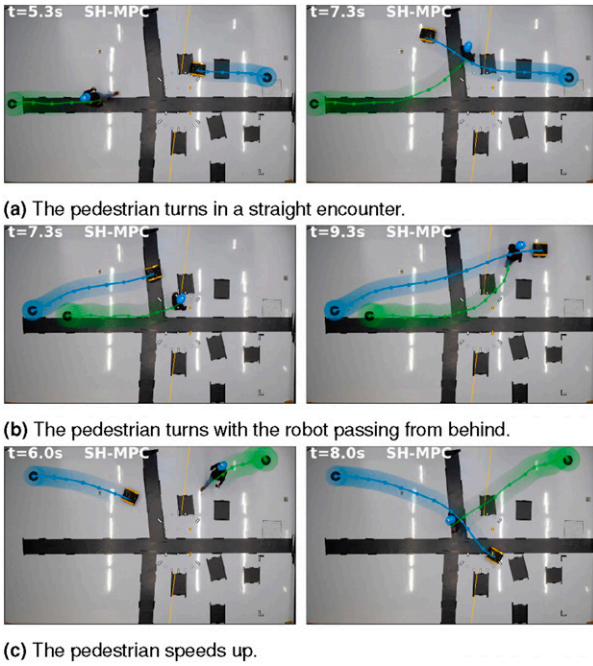 t=5.3s SH-MPC t=7.3s SH-MPC
(a) The pedestrian turns in a straight encounter.
t=7.3s SH-MPC t=9.3s SH-MPC
(b) The pedestrian turns with the robot passing from behind.
t=6.0s SH-MPC t=8.0s SH-MPC
(c) The pedestrian speeds up.